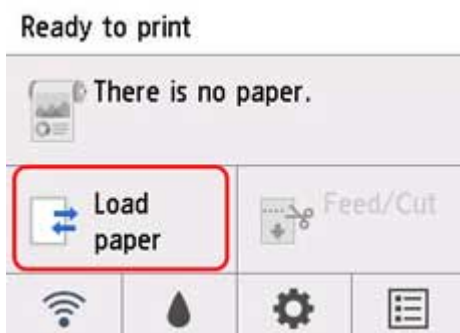 Ready to print
There is no paper.
Load
paper
Feed/Cut